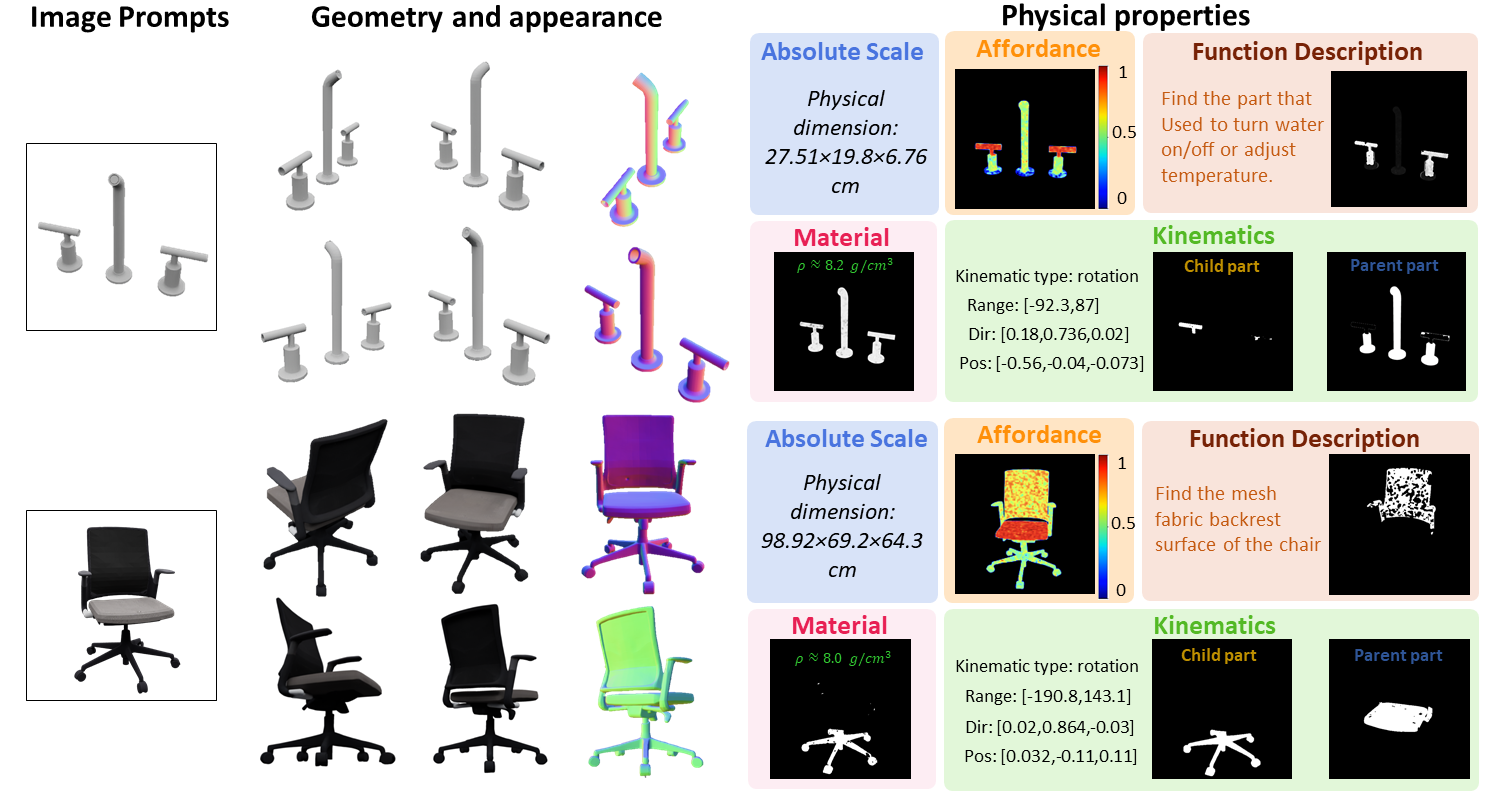 Image Prompts
Geometry and appearance
Physical properties
Absolute Scale
Physical
dimension:
27.51×19.8×6.76
cm
Affordance
1
0.5
0
Function Description
Find the part that
Used to turn water
on/off or adjust
temperature.
Material
ρ ≈ 8.2 g/cm³
Kinematics
Kinematic type: rotation
Range: [-92.3,87]
Dir: [0.18,0.736,0.02]
Pos: [-0.56,-0.04,-0.073]
Child part
Parent part
Absolute Scale
Physical
dimension:
98.92×69.2×64.3
cm
Affordance
1
0.5
0
Function Description
Find the mesh
fabric backrest
surface of the chair
Material
ρ ≈ 8.0 g/cm³
Kinematics
Kinematic type: rotation
Range: [-190.8,143.1]
Dir: [0.02,0.864,-0.03]
Pos: [0.032,-0.11,0.11]
Child part
Parent part